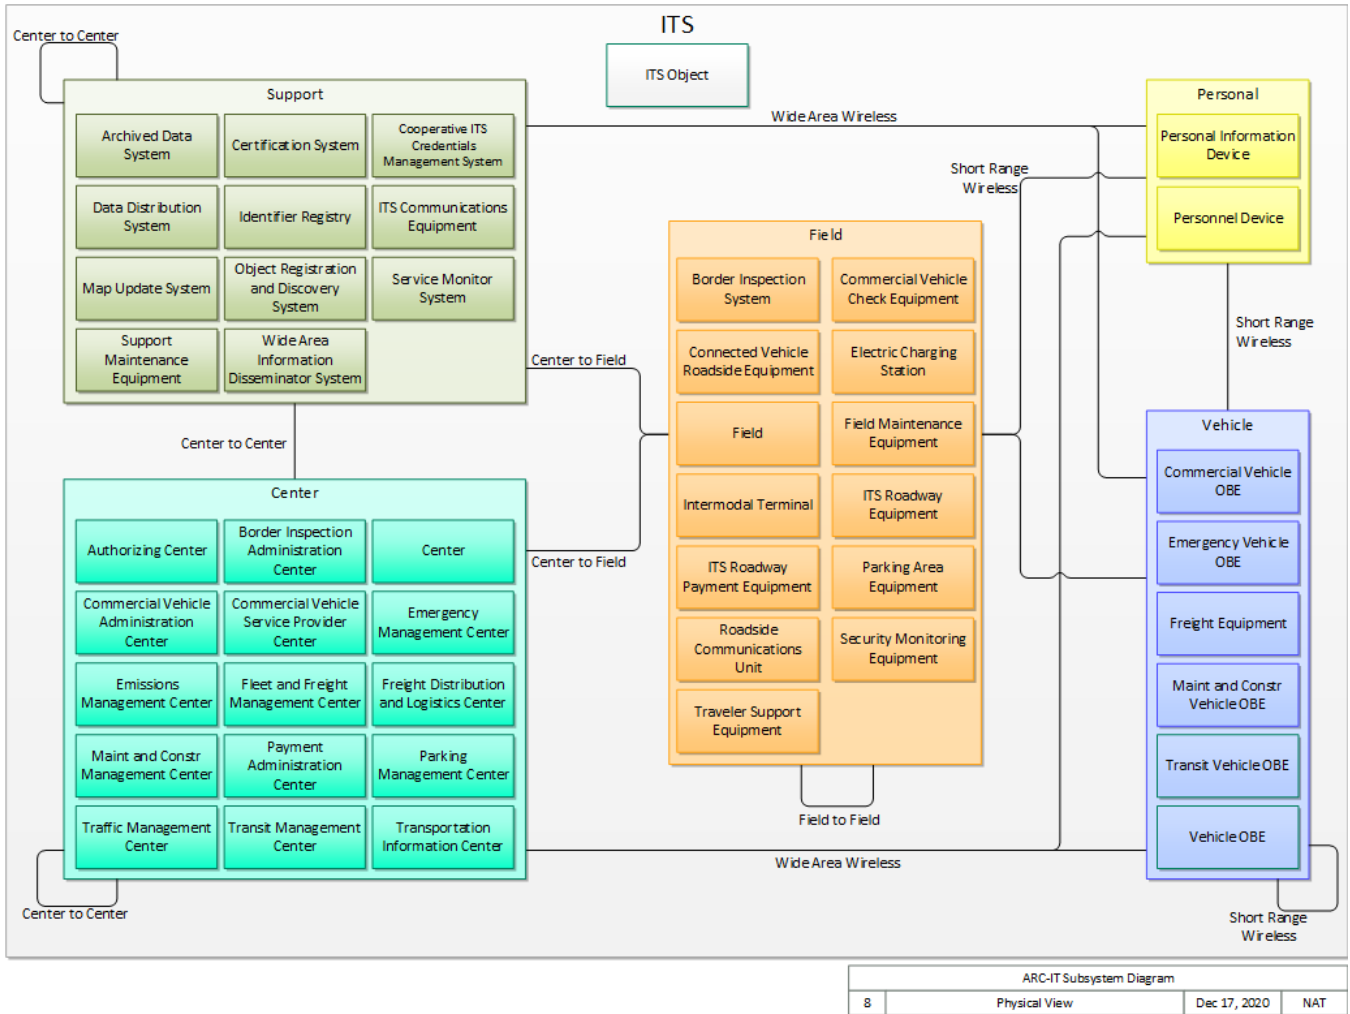 ITS
Center to Center
ITS Object
Support
Archived Data
System
Certification System
Cooperative ITS
Credentials
Management System
Data Distribution
System
Identifier Registry
ITS Communications
Equipment
Map Update System
Object Registration
and Discovery
System
Service Monitor
System
Support
Maintenance
Equipment
Wide Area
Information
Disseminator System
Wide Area Wireless
Personal
Personal Information
Device
Personnel Device
Short Range
Wireless
Short Range
Wireless
Center to Field
Center to Center
Center to Field
Field
Border Inspection
System
Commercial Vehicle
Check Equipment
Connected Vehicle
Roadside Equipment
Electric Charging
Station
Field
Field Maintenance
Equipment
Intermodal Terminal
ITS Roadway
Equipment
ITS Roadway
Payment Equipment
Parking Area
Equipment
Roadside
Communications
Unit
Security Monitoring
Equipment
Traveler Support
Equipment
Field to Field
Center
Authorizing Center
Border Inspection
Administration
Center
Center
Commercial Vehicle
Administration
Center
Commercial Vehicle
Service Provider
Center
Emergency
Management Center
Emissions
Management Center
Fleet and Freight
Management Center
Freight Distribution
and Logistics Center
Maint and Constr
Management Center
Payment
Administration
Center
Parking
Management Center
Traffic Management
Center
Transit Management
Center
Transportation
Information Center
Center to Center
Wide Area Wireless
Vehicle
Commercial Vehicle
OBE
Emergency Vehicle
OBE
Freight Equipment
Maint and Constr
Vehicle OBE
Transit Vehicle OBE
Vehicle OBE
Short Range
Wireless
ARC-IT Subsystem Diagram
8 Physical View Dec 17, 2020 NAT